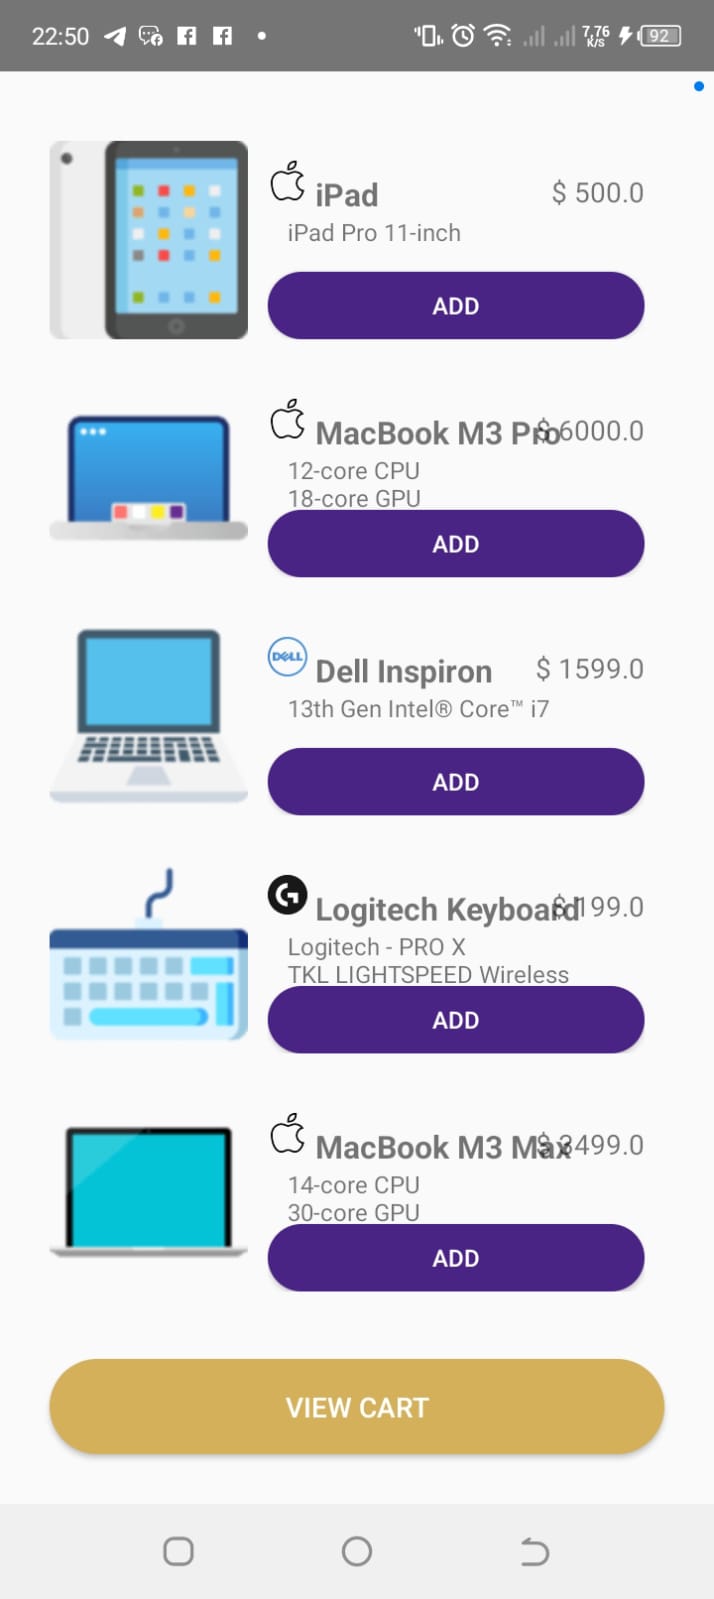 22:50 7.76 K/S 92
iPad $ 500.0
iPad Pro 11-inch
ADD
MacBook M3 Pro $ 6000.0
12-core CPU
18-core GPU
ADD
DELL Dell Inspiron $ 1599.0
13th Gen Intel® Core™ i7
ADD
Logitech Keyboard $ 199.0
Logitech - PRO X
TKL LIGHTSPEED Wireless
ADD
MacBook M3 Max $ 3499.0
14-core CPU
30-core GPU
ADD
VIEW CART